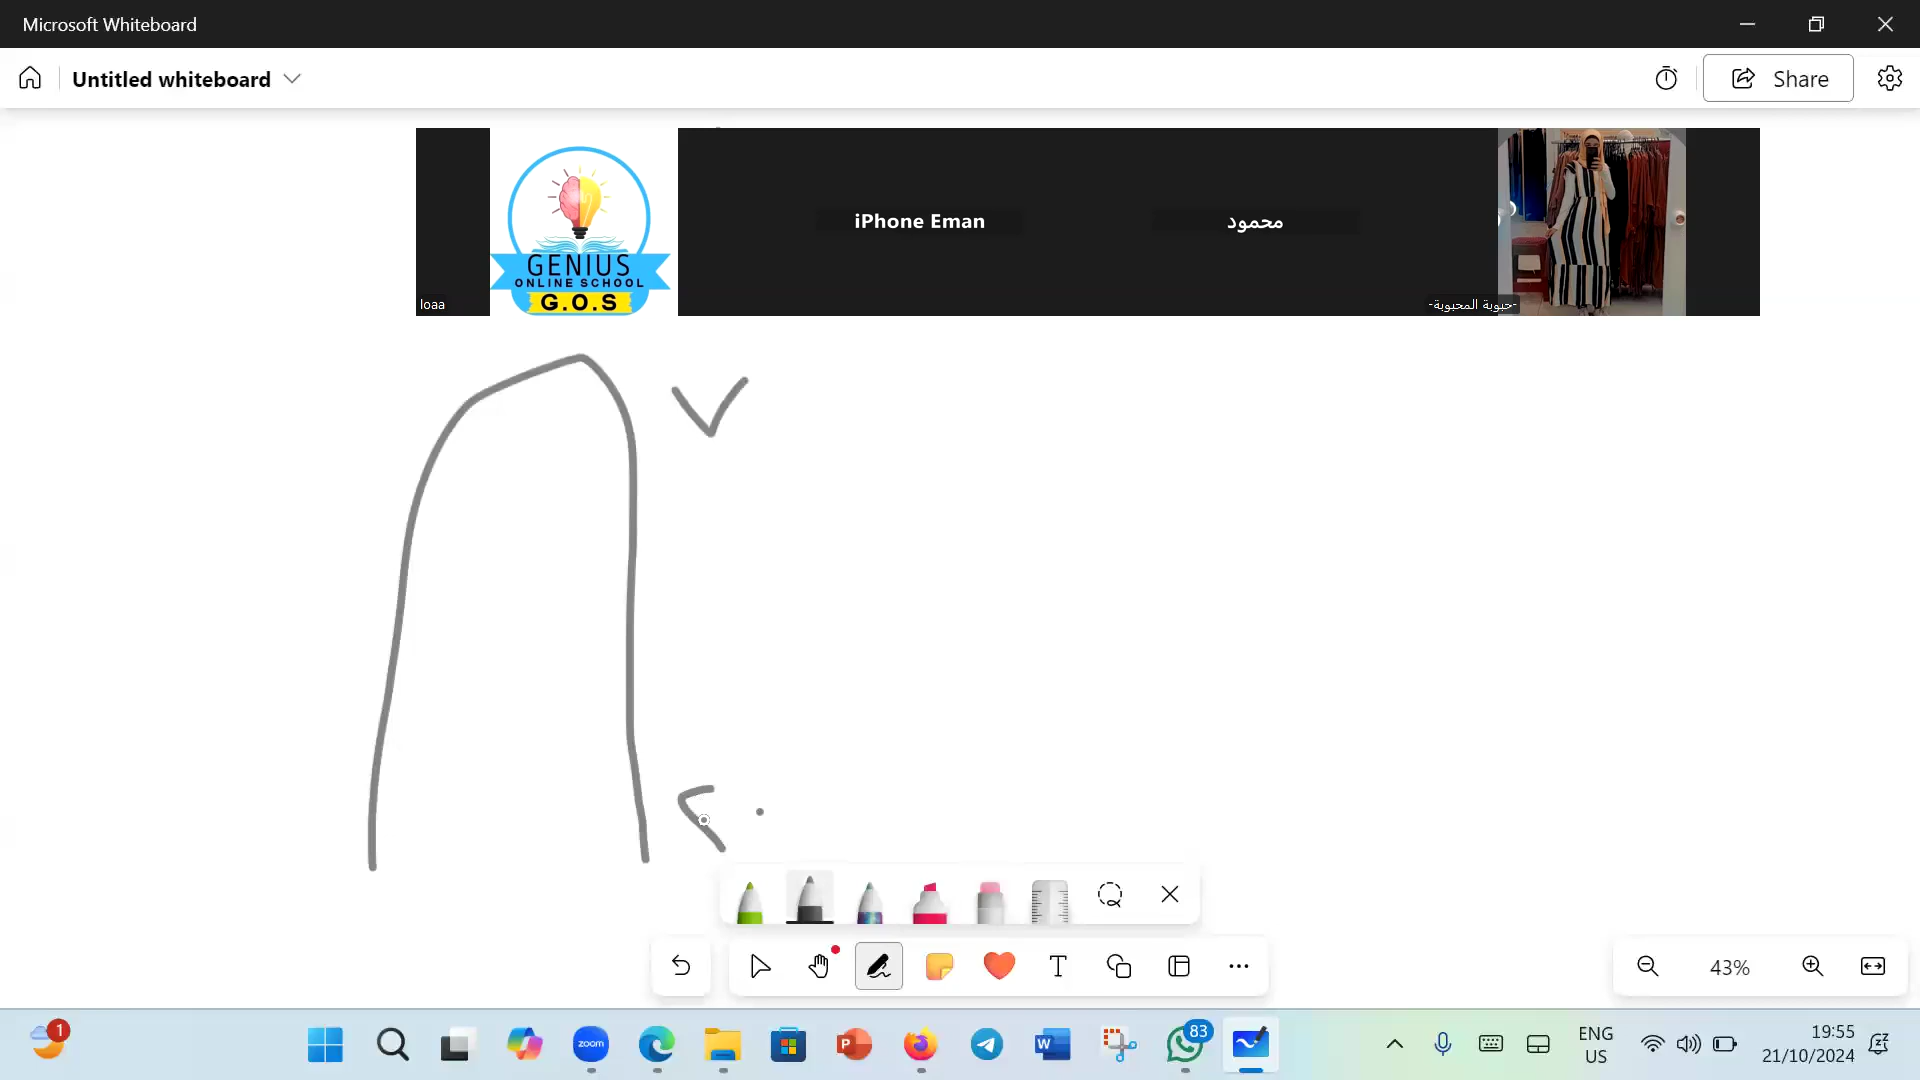 Microsoft Whiteboard
Untitled whiteboard
Share
GENIUS
ONLINE SCHOOL
G.O.S
loaa
iPhone Eman
محمود
-حبوبة المحبوبة-
٧
43%
1
zoom
83
ENG
US
19:55
21/10/2024